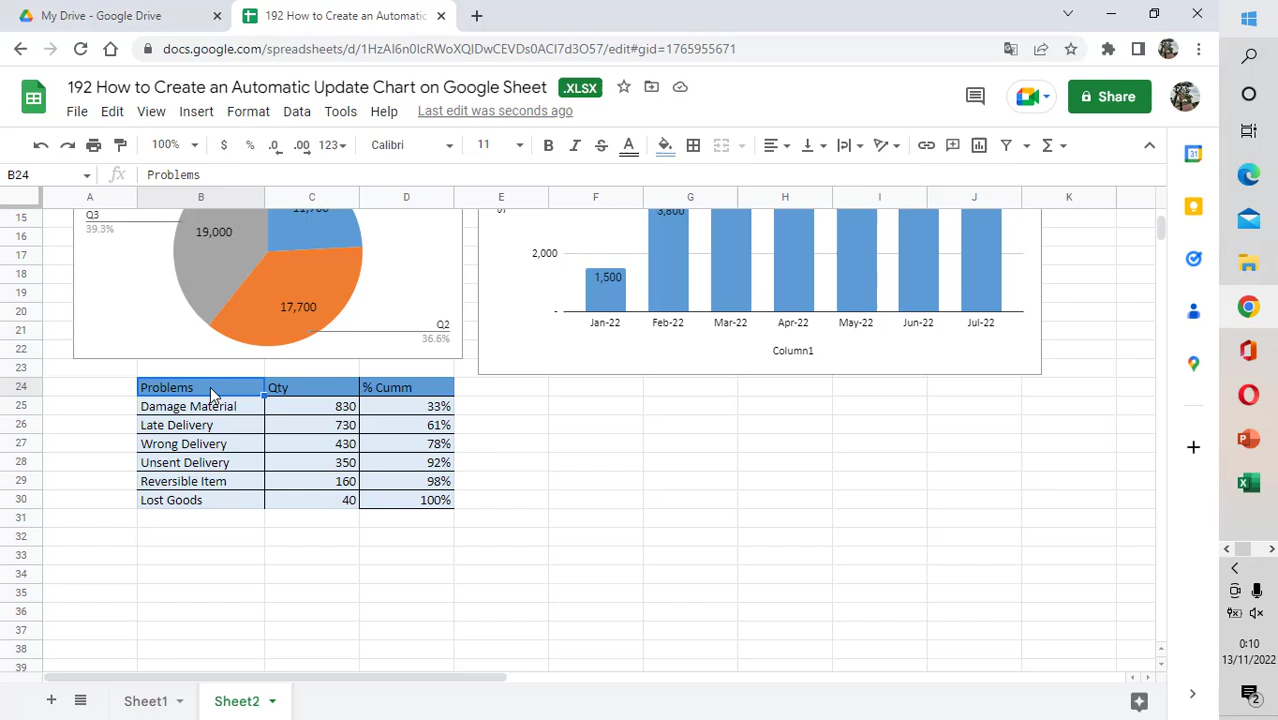 My Drive - Google Drive
192 How to Create an Automatic
docs.google.com/spreadsheets/d/1HzAI6n0IcRWoXQIDwCEVDs0ACI7d3O57/edit#gid=1765955671
192 How to Create an Automatic Update Chart on Google Sheet .XLSX
File Edit View Insert Format Data Tools Help Last edit was seconds ago
Share
100% $ % .0 .00 123 Calibri 11 B I S A
B24 fx Problems
A B C D E F G H I J K
15 Q3 39.3%
16 19,000 3,800
17 2,000
18 1,500
19
20 17,700
21 Q2 Jan-22 Feb-22 Mar-22 Apr-22 May-22 Jun-22 Jul-22
22 36.6% Column1
23
24 Problems Qty % Cumm
25 Damage Material 830 33%
26 Late Delivery 730 61%
27 Wrong Delivery 430 78%
28 Unsent Delivery 350 92%
29 Reversible Item 160 98%
30 Lost Goods 40 100%
31
32
33
34
35
36
37
38
39
Sheet1 Sheet2
31
0:10
13/11/2022
2